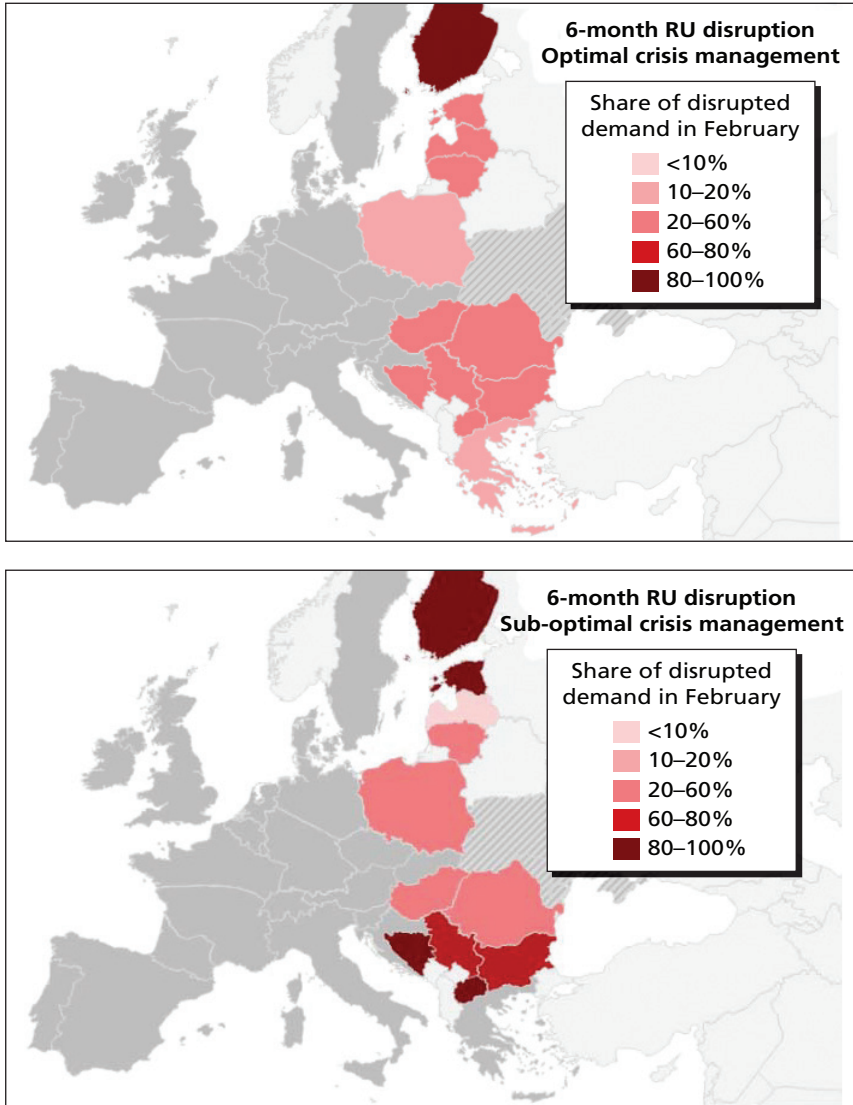 6-month RU disruption
Optimal crisis management
Share of disrupted
demand in February
<10%
10–20%
20–60%
60–80%
80–100%
6-month RU disruption
Sub-optimal crisis management
Share of disrupted
demand in February
<10%
10–20%
20–60%
60–80%
80–100%